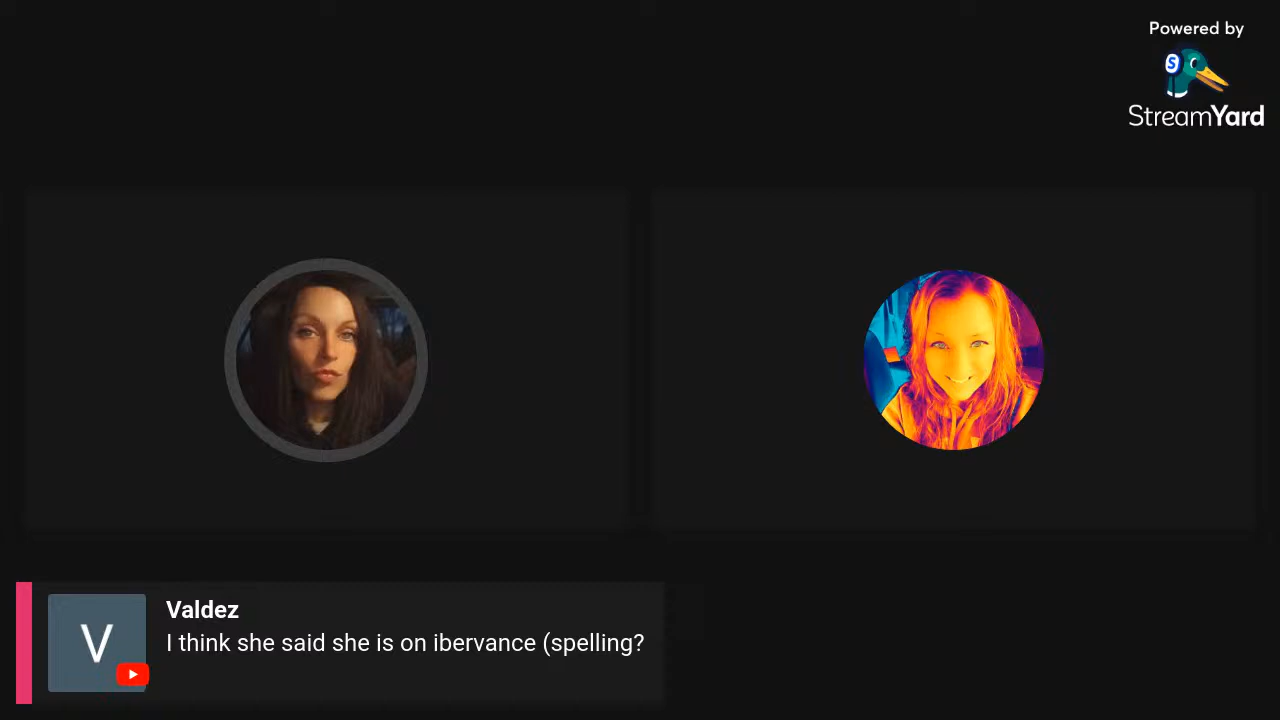 Powered by
S
StreamYard
V
Valdez
I think she said she is on ibervance (spelling?